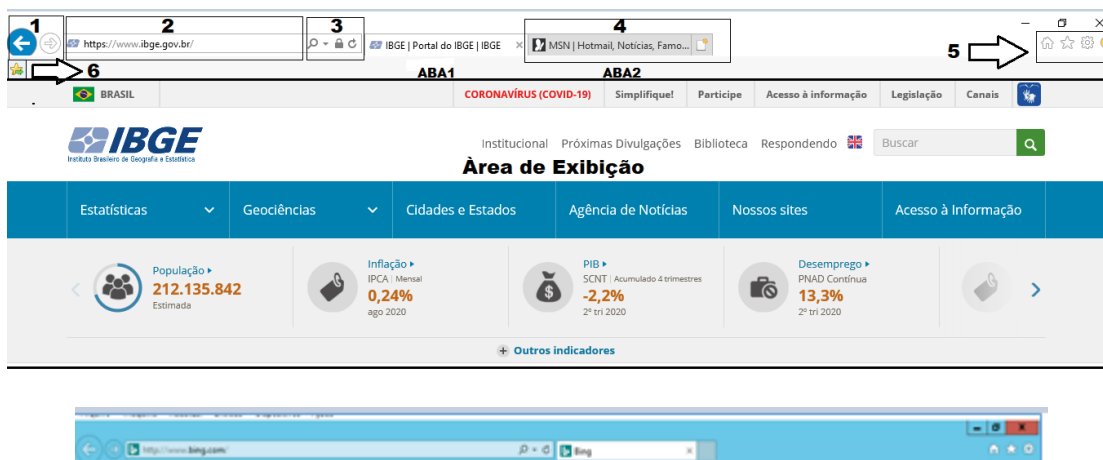 1 2 3 4
https://www.ibge.gov.br/ IBGE | Portal do IBGE | IBGE × MSN | Hotmail, Notícias, Famo...
5
6 ABA1 ABA2
BRASIL CORONAVÍRUS (COVID-19) Simplifique! Participe Acesso à informação Legislação Canais
IBGE
Instituto Brasileiro de Geografia e Estatística
Institucional Próximas Divulgações Biblioteca Respondendo Buscar
Àrea de Exibição
Estatísticas Geociências Cidades e Estados Agência de Notícias Nossos sites Acesso à Informação
População
212.135.842
Estimada
Inflação
IPCA | Mensal
0,24%
ago 2020
PIB
SCNT | Acumulado 4 trimestres
-2,2%
2º tri 2020
Desemprego
PNAD Contínua
13,3%
2º tri 2020
+ Outros indicadores
http://www.bing.com/ Bing